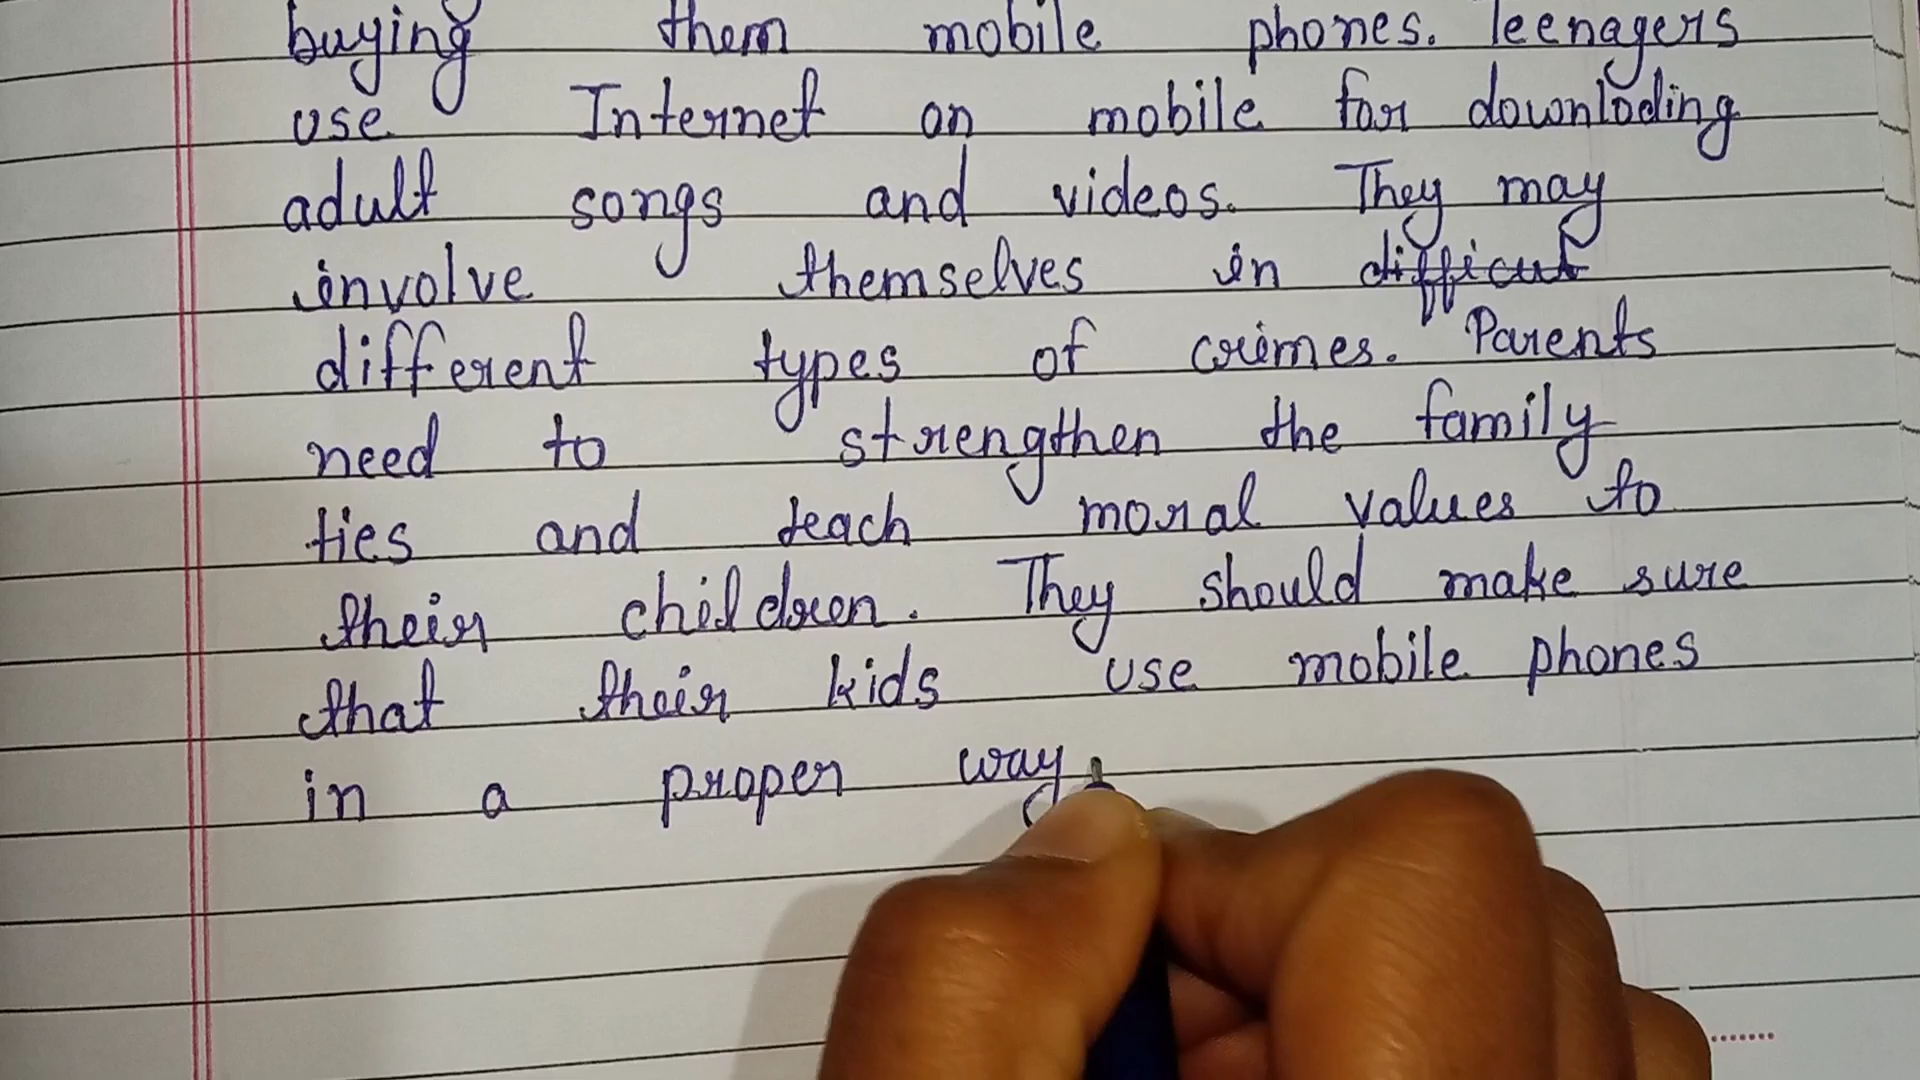 buying them mobile phones. Teenagers
use Internet on mobile for downloding
adult songs and videos. They may
involve themselves in difficut
different types of crimes. Parents
need to strengthen the family
ties and teach moral values to
their children. They should make sure
that their kids use mobile phones
in a proper way.